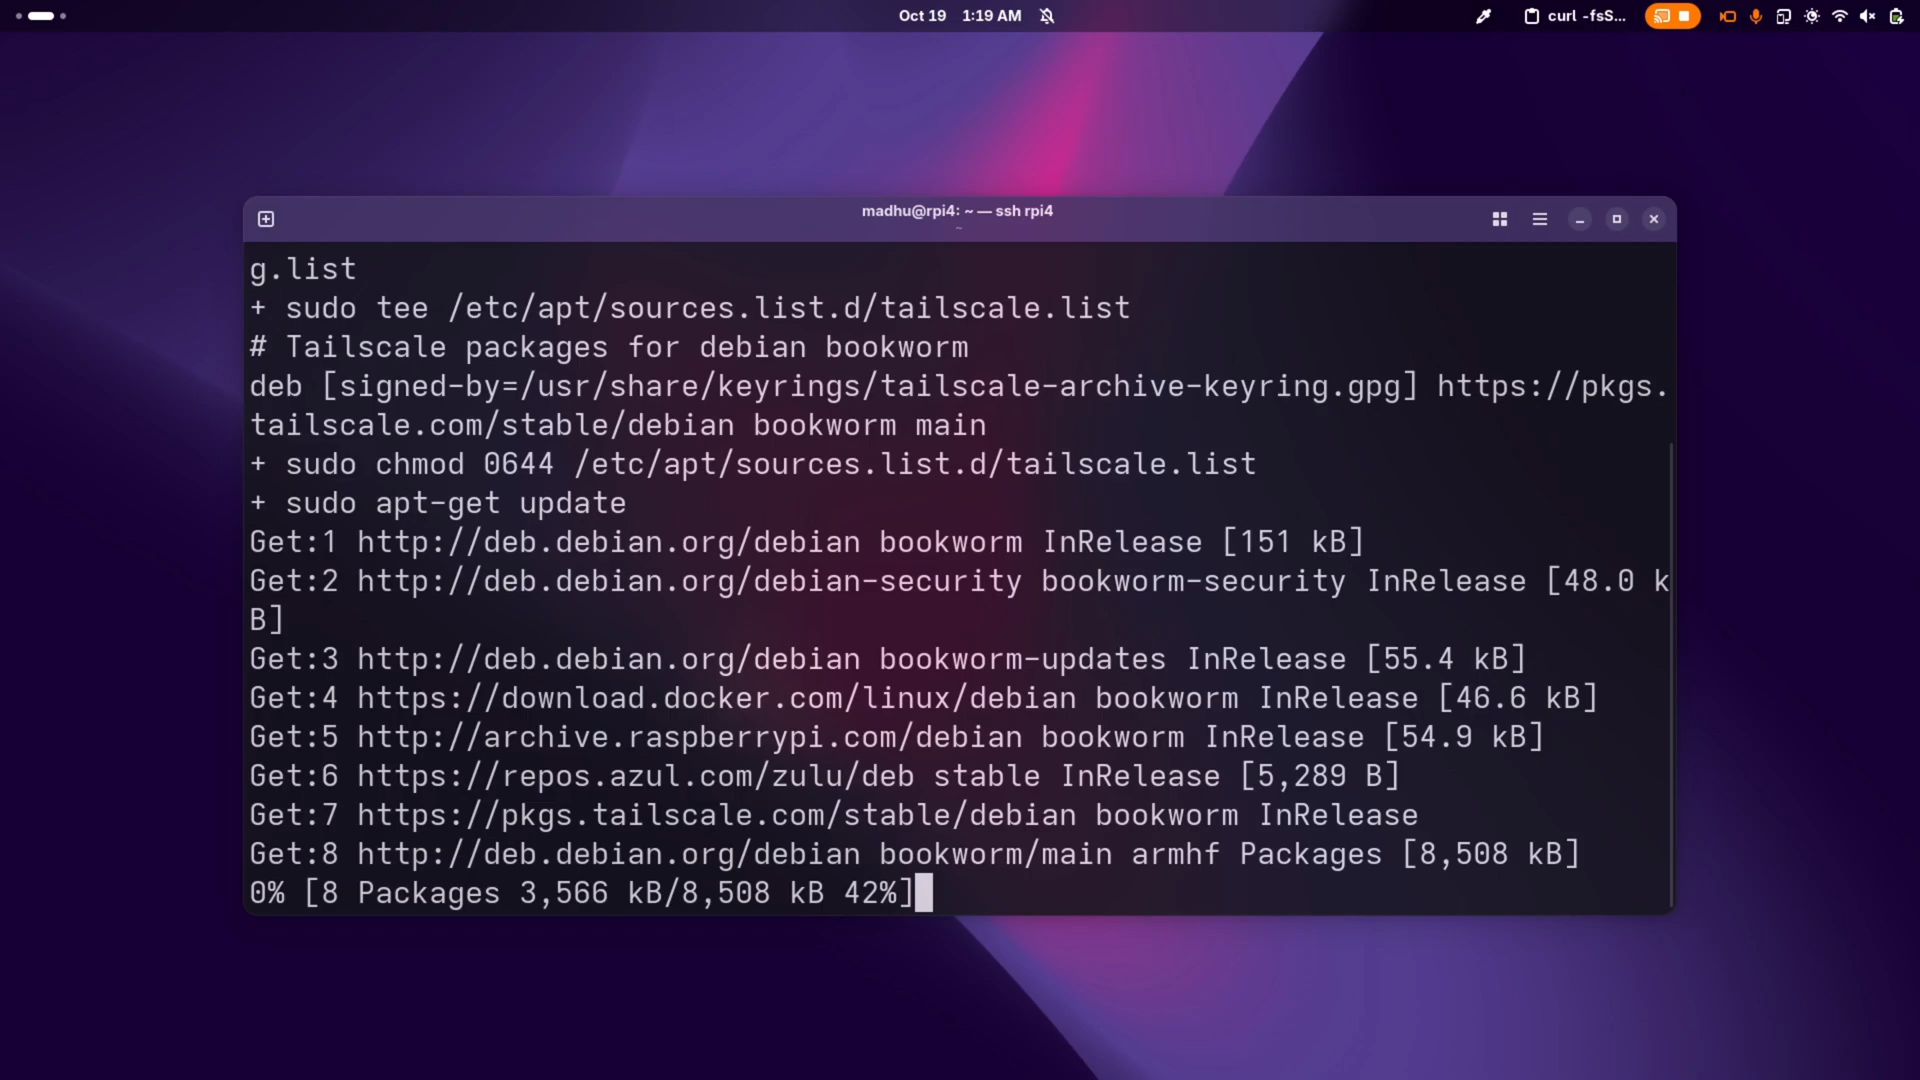 Oct 19 1:19 AM
curl -fsS...
madhu@rpi4: ~ — ssh rpi4
~
g.list
+ sudo tee /etc/apt/sources.list.d/tailscale.list
# Tailscale packages for debian bookworm
deb [signed-by=/usr/share/keyrings/tailscale-archive-keyring.gpg] https://pkgs.
tailscale.com/stable/debian bookworm main
+ sudo chmod 0644 /etc/apt/sources.list.d/tailscale.list
+ sudo apt-get update
Get:1 http://deb.debian.org/debian bookworm InRelease [151 kB]
Get:2 http://deb.debian.org/debian-security bookworm-security InRelease [48.0 k
B]
Get:3 http://deb.debian.org/debian bookworm-updates InRelease [55.4 kB]
Get:4 https://download.docker.com/linux/debian bookworm InRelease [46.6 kB]
Get:5 http://archive.raspberrypi.com/debian bookworm InRelease [54.9 kB]
Get:6 https://repos.azul.com/zulu/deb stable InRelease [5,289 B]
Get:7 https://pkgs.tailscale.com/stable/debian bookworm InRelease
Get:8 http://deb.debian.org/debian bookworm/main armhf Packages [8,508 kB]
0% [8 Packages 3,566 kB/8,508 kB 42%]